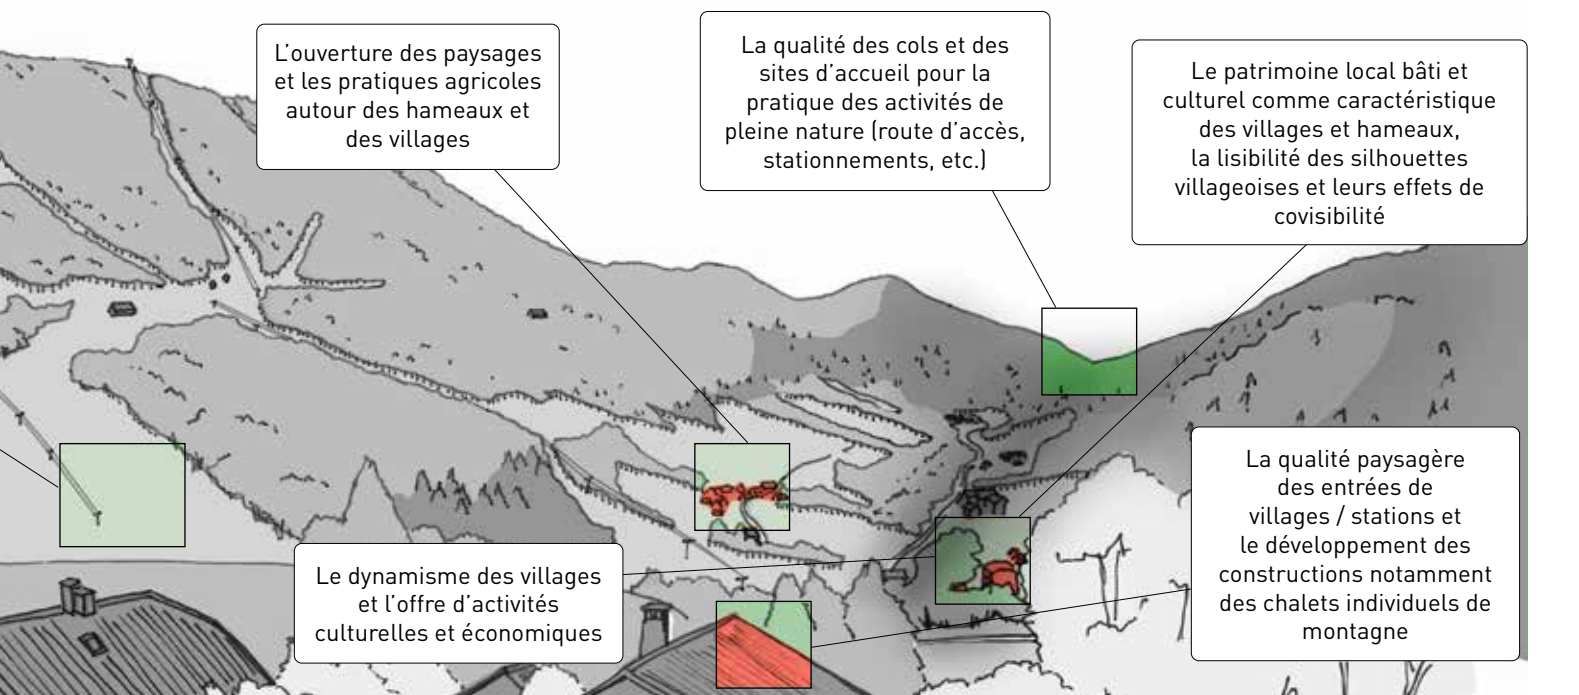 L'ouverture des paysages
et les pratiques agricoles
autour des hameaux et
des villages
La qualité des cols et des
sites d'accueil pour la
pratique des activités de
pleine nature (route d'accès,
stationnements, etc.)
Le patrimoine local bâti et
culturel comme caractéristique
des villages et hameaux,
la lisibilité des silhouettes
villageoises et leurs effets de
covisibilité
Le dynamisme des villages
et l'offre d'activités
culturelles et économiques
La qualité paysagère
des entrées de
villages / stations et
le développement des
constructions notamment
des chalets individuels de
montagne